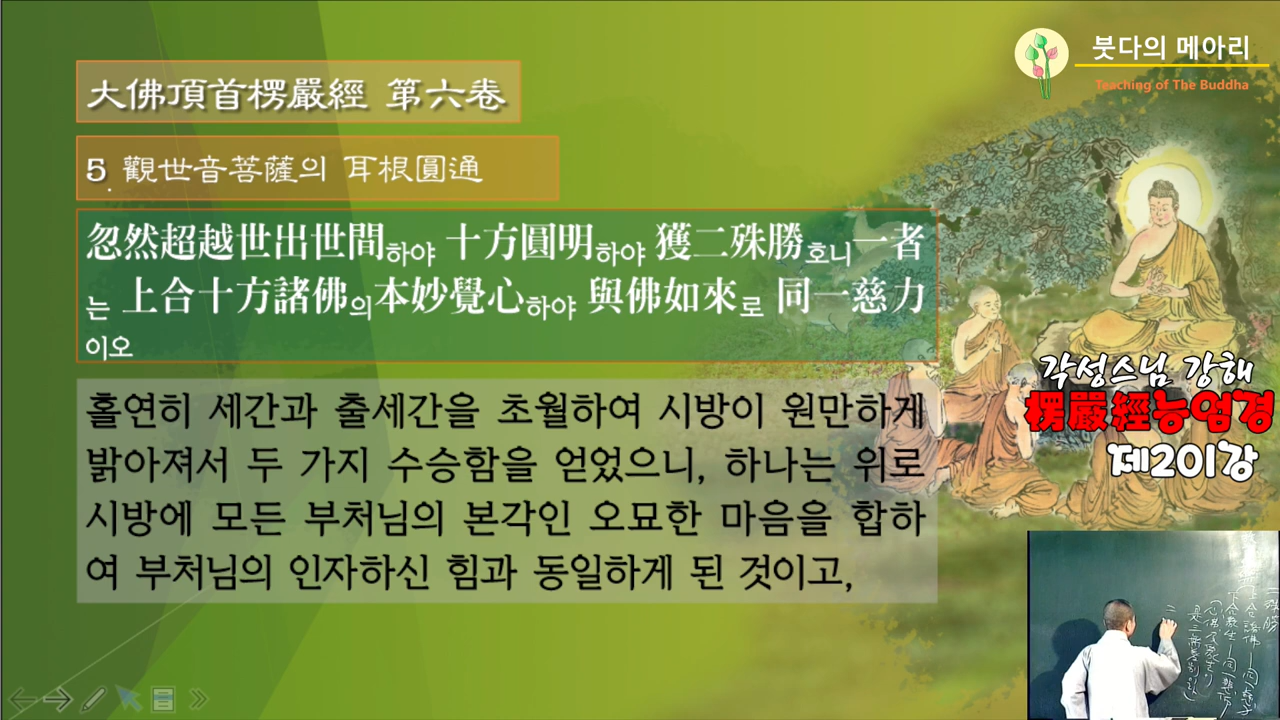 大佛頂首楞嚴經 第六卷
5. 觀世音菩薩의 耳根圓通
忽然超越世出世間하야 十方圓明하야 獲二殊勝호니 一者
는 上合十方諸佛의本妙覺心하야 與佛如來로 同一慈力
이오
홀연히 세간과 출세간을 초월하여 시방이 원만하게
밝아져서 두 가지 수승함을 얻었으니, 하나는 위로
시방에 모든 부처님의 본각인 오묘한 마음을 합하
여 부처님의 인자하신 힘과 동일하게 된 것이고,
붓다의 메아리
Teaching of The Buddha
각성스님 강해
楞嚴經능엄경
제201강